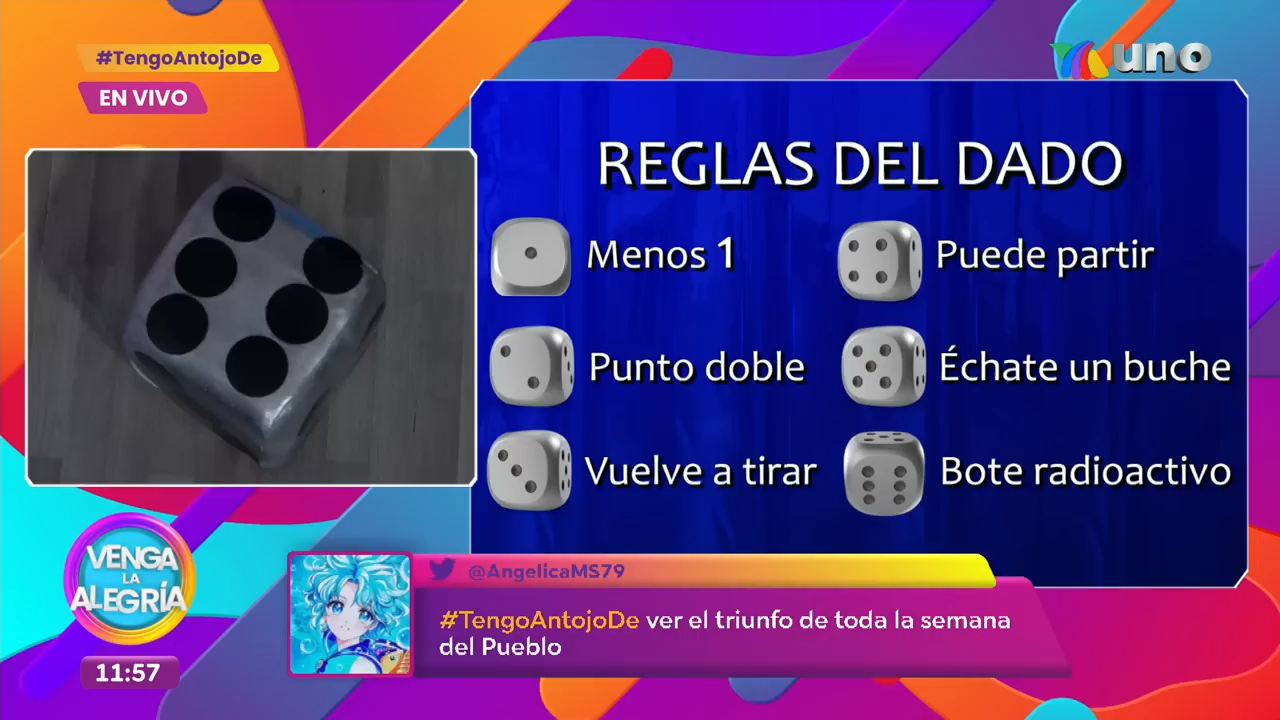 #TengoAntojoDe
EN VIVO
uno
REGLAS DEL DADO
Menos 1
Puede partir
Punto doble
Échate un buche
Vuelve a tirar
Bote radioactivo
VENGA
LA
ALEGRÍA
11:57
@AngelicaMS79
#TengoAntojoDe ver el triunfo de toda la semana
del Pueblo